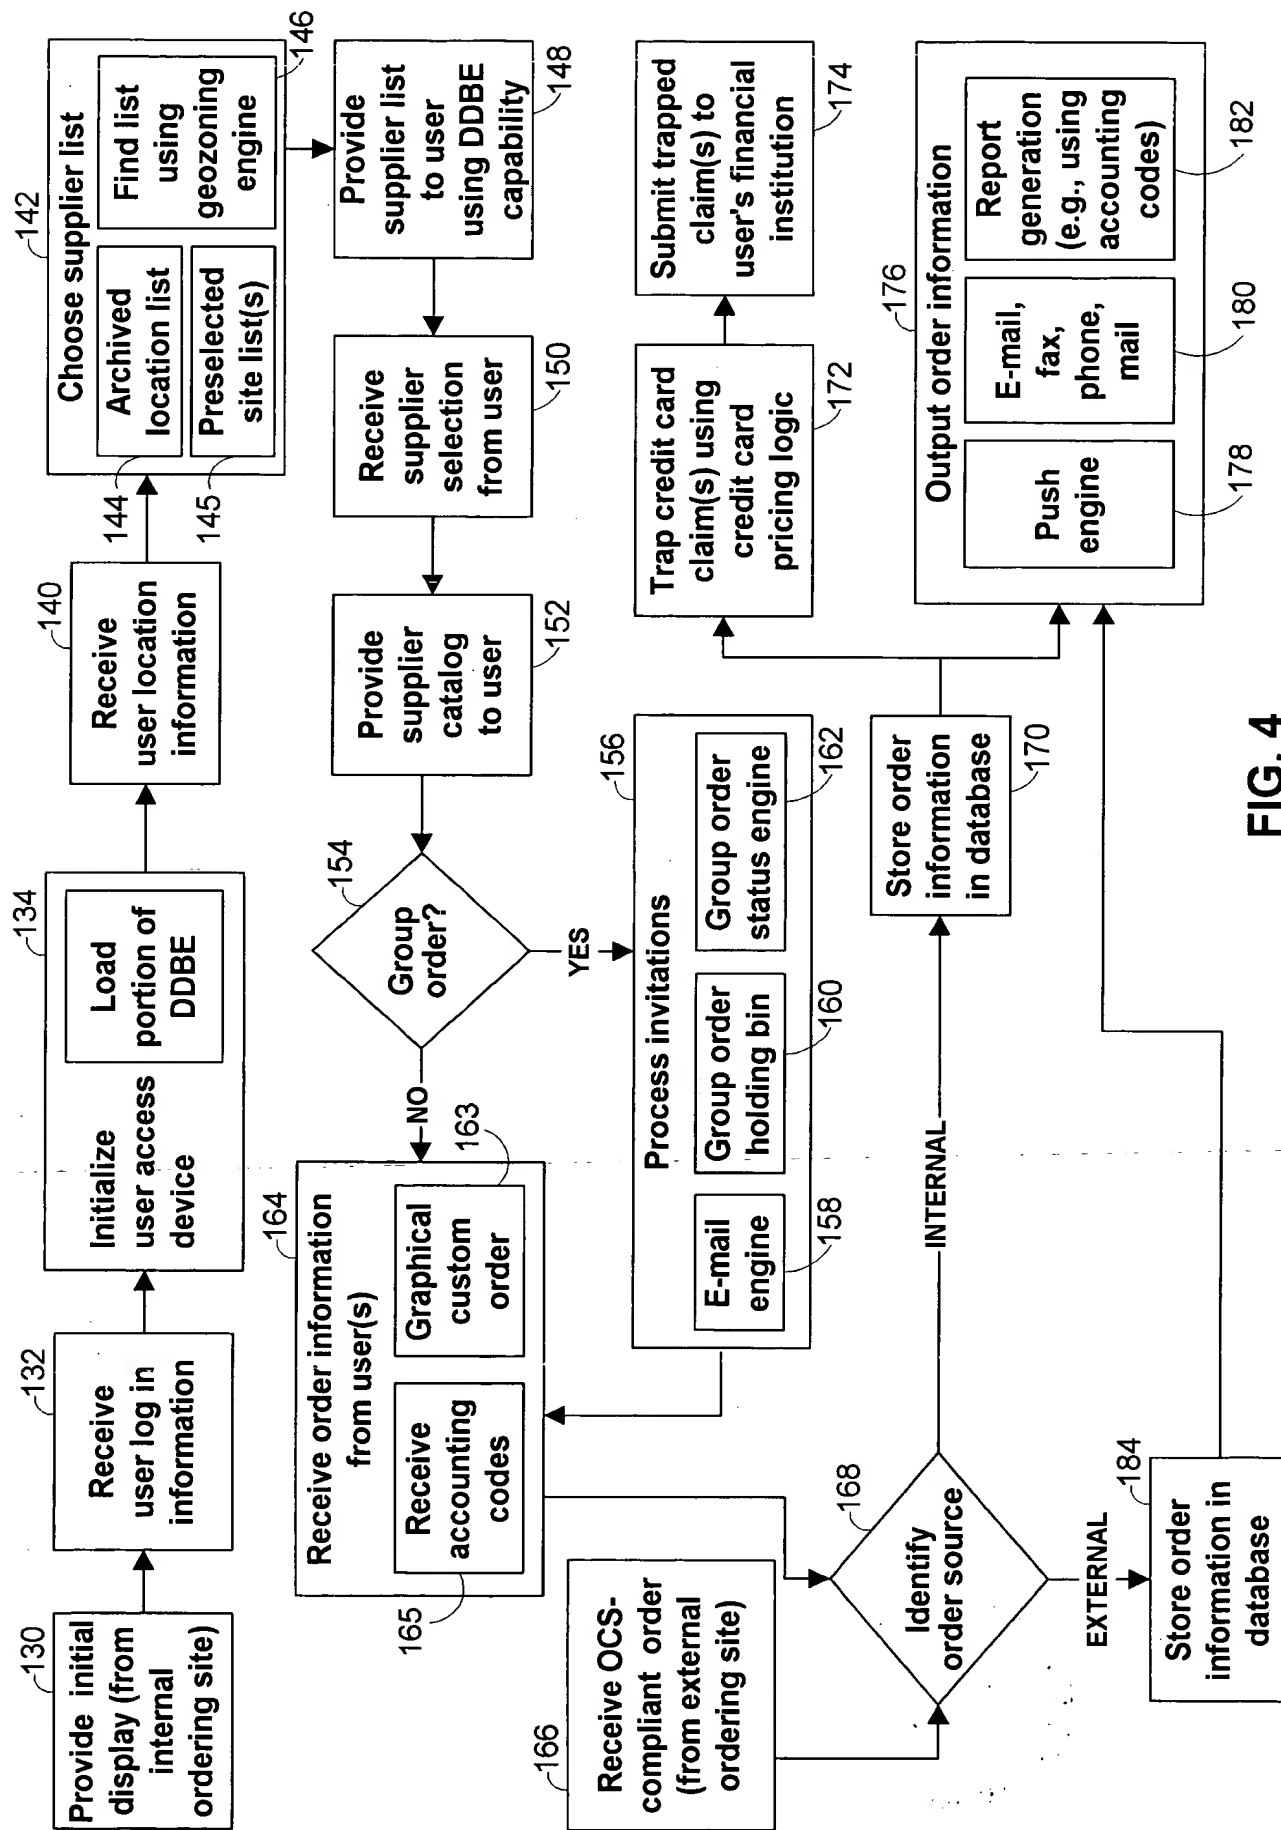 130
Provide initial
display (from
internal
ordering site)
132
Receive
user log in
information
134
Initialize
user access
device
Load
portion of
DDBE
140
Receive
user location
information
142
Choose supplier list
Archived
location list
144
Preselected
site list(s)
145
Find list
using
geozoning
engine
146
Provide
supplier list
to user
using DDBE
capability
148
Receive
supplier
selection
from user
150
Provide
supplier
catalog
to user
152
154
Group
order?
NO
YES
164
Receive order information
from user(s)
Receive
accounting
codes
165
Graphical
custom
order
163
156
Process invitations
E-mail
engine
158
Group order
holding bin
160
Group order
status engine
162
166
Receive OCS-
compliant order
(from external
ordering site)
168
Identify
order source
INTERNAL
EXTERNAL
Store order
information
in database
170
Trap credit card
claim(s) using
credit card
pricing logic
172
Submit trapped
claim(s) to
user's financial
institution
174
176
Output order information
Push
engine
178
E-mail,
fax,
phone,
mail
180
Report
generation
(e.g., using
accounting
codes)
182
184
Store order
information in
database
FIG. 4